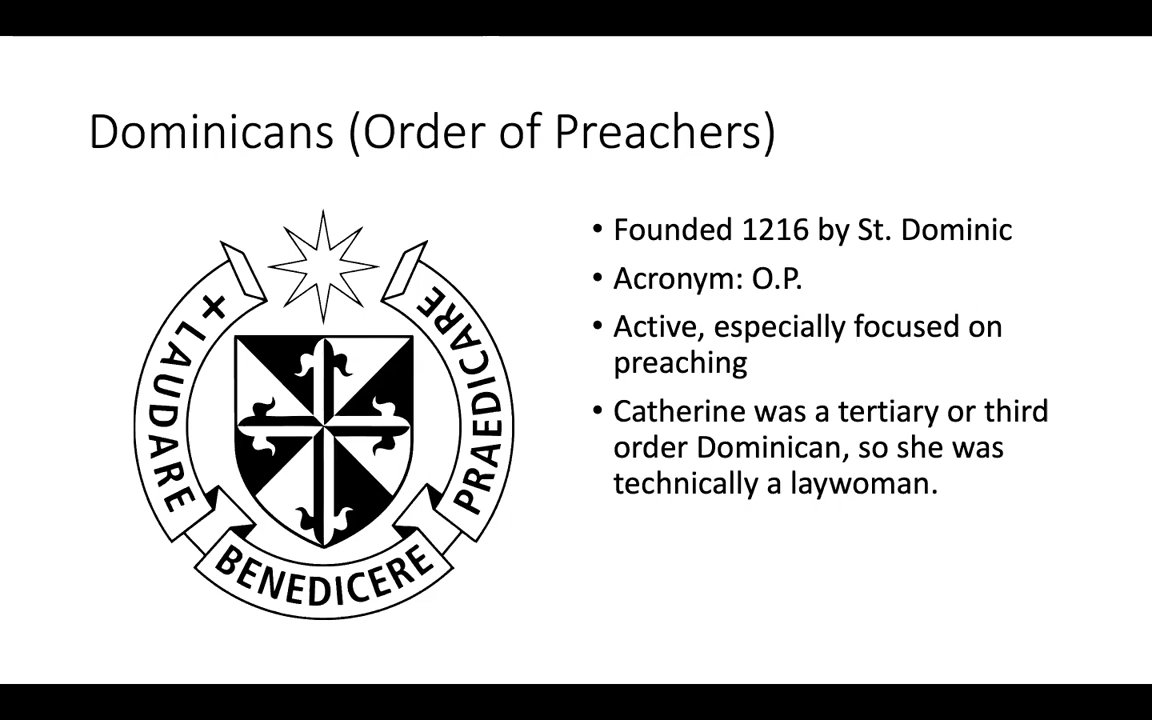 Dominicans (Order of Preachers)
+ LAUDARE
BENEDICERE
PRAEDICARE
• Founded 1216 by St. Dominic
• Acronym: O.P.
• Active, especially focused on
preaching
• Catherine was a tertiary or third
order Dominican, so she was
technically a laywoman.